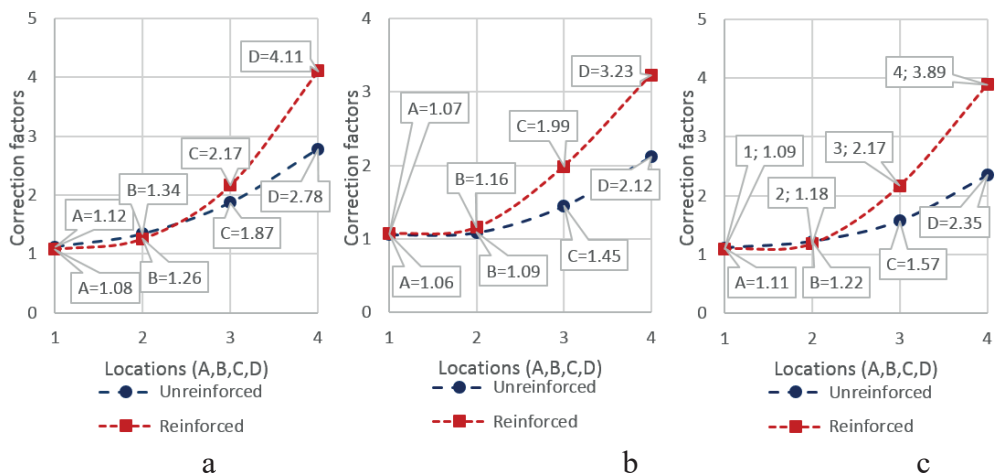 Correction factors
5
4
3
2
1
0
D=4.11
C=2.17
B=1.34
A=1.12
D=2.78
C=1.87
B=1.26
A=1.08
1 2 3 4
Locations (A,B,C,D)
Unreinforced
Reinforced
a
Correction factors
4
3
2
1
0
D=3.23
A=1.07
C=1.99
B=1.16
D=2.12
C=1.45
B=1.09
A=1.06
1 2 3 4
Locations (A,B,C,D)
Unreinforced
Reinforced
b
Correction factors
5
4
3
2
1
0
4; 3.89
1; 1.09
3; 2.17
2; 1.18
D=2.35
C=1.57
B=1.22
A=1.11
1 2 3 4
Locations (A,B,C,D)
Unreinforced
Reinforced
c